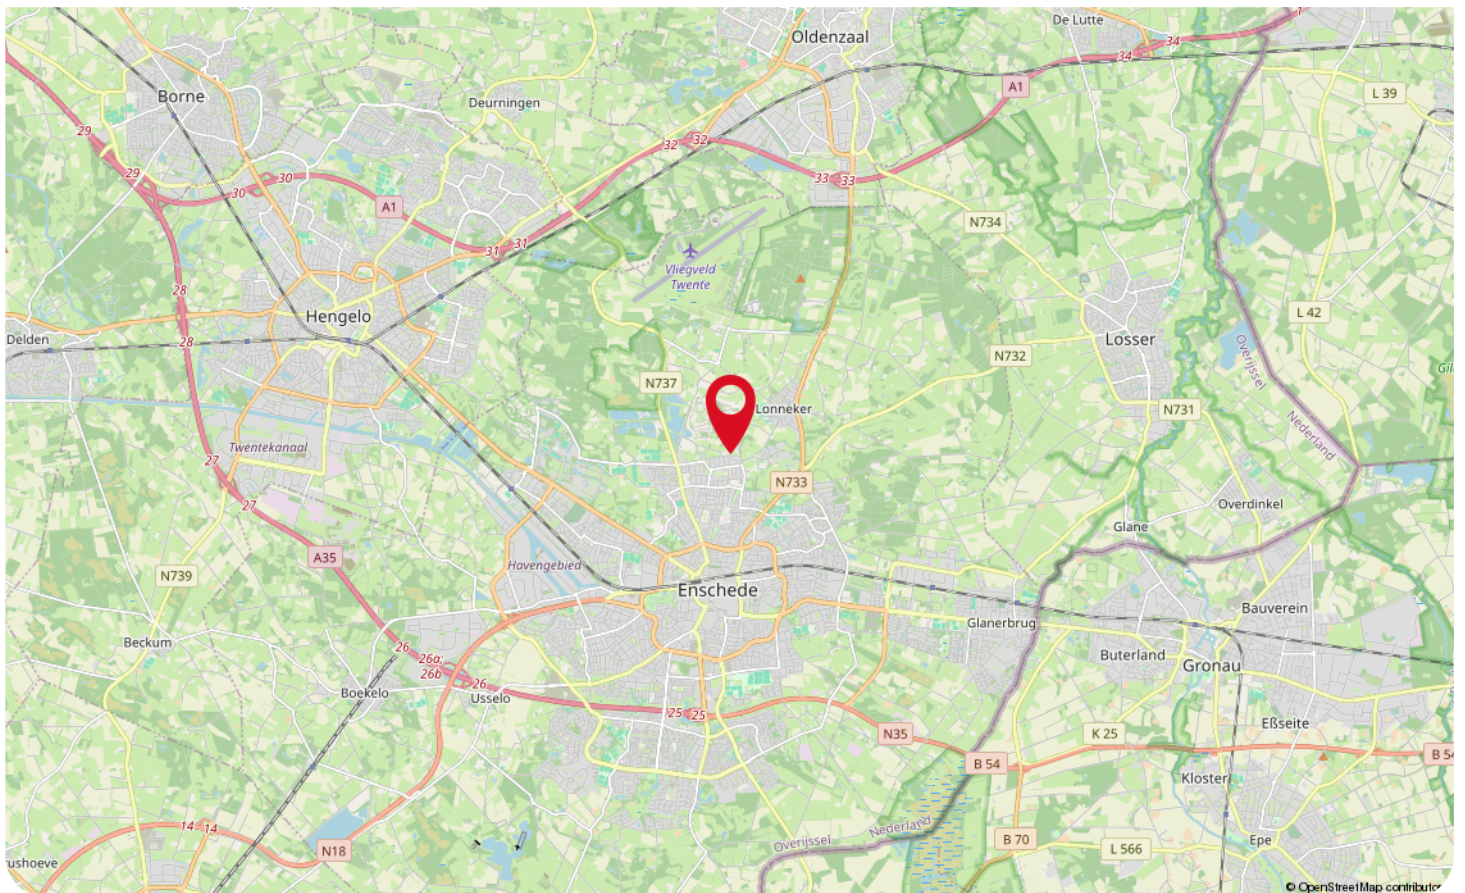 De Lutte
Oldenzaal
34
34
1
A1
L 39
Borne
Deurningen
29
32
32
29
30
30
33
33
A1
N734
31
31
Vliegveld
Twente
28
Hengelo
L 42
Delden
28
Losser
Overijssel
N732
Gil
N737
Lonneker
N731
Nederland
Twentekanaal
27
N733
27
Overdinkel
Glane
A35
Havengebied
N739
Enschede
Bauverein
Glanerbrug
Beckum
26
26a;
26b
26
Buterland
Gronau
Boekelo
Usselo
25
25
Eßseite
N35
K 25
B 54
B 54
Kloster
14
14
Nederland
Overijssel
N18
B 70
L 566
Epe
rushoeve
© OpenStreetMap contributor